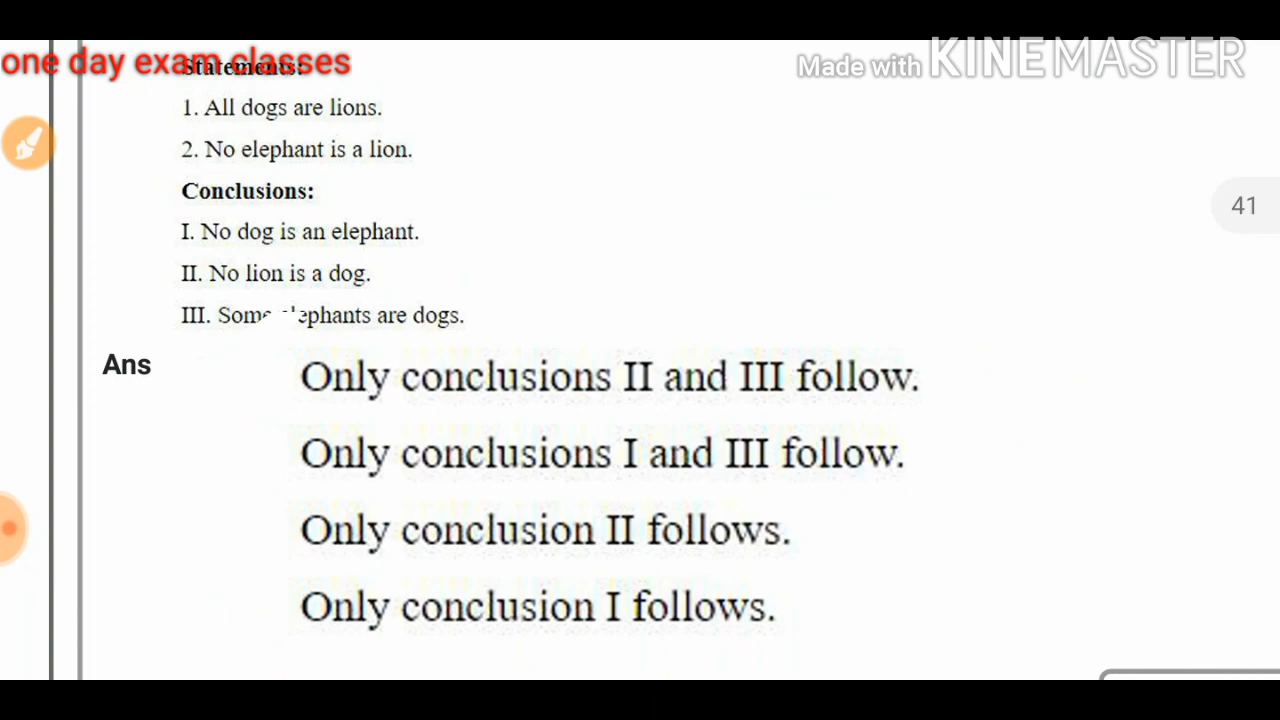 one day exam classes
Made with KINEMASTER
Statements:
1. All dogs are lions.
2. No elephant is a lion.
Conclusions:
41
I. No dog is an elephant.
II. No lion is a dog.
III. Some elephants are dogs.
Ans
Only conclusions II and III follow.
Only conclusions I and III follow.
Only conclusion II follows.
Only conclusion I follows.